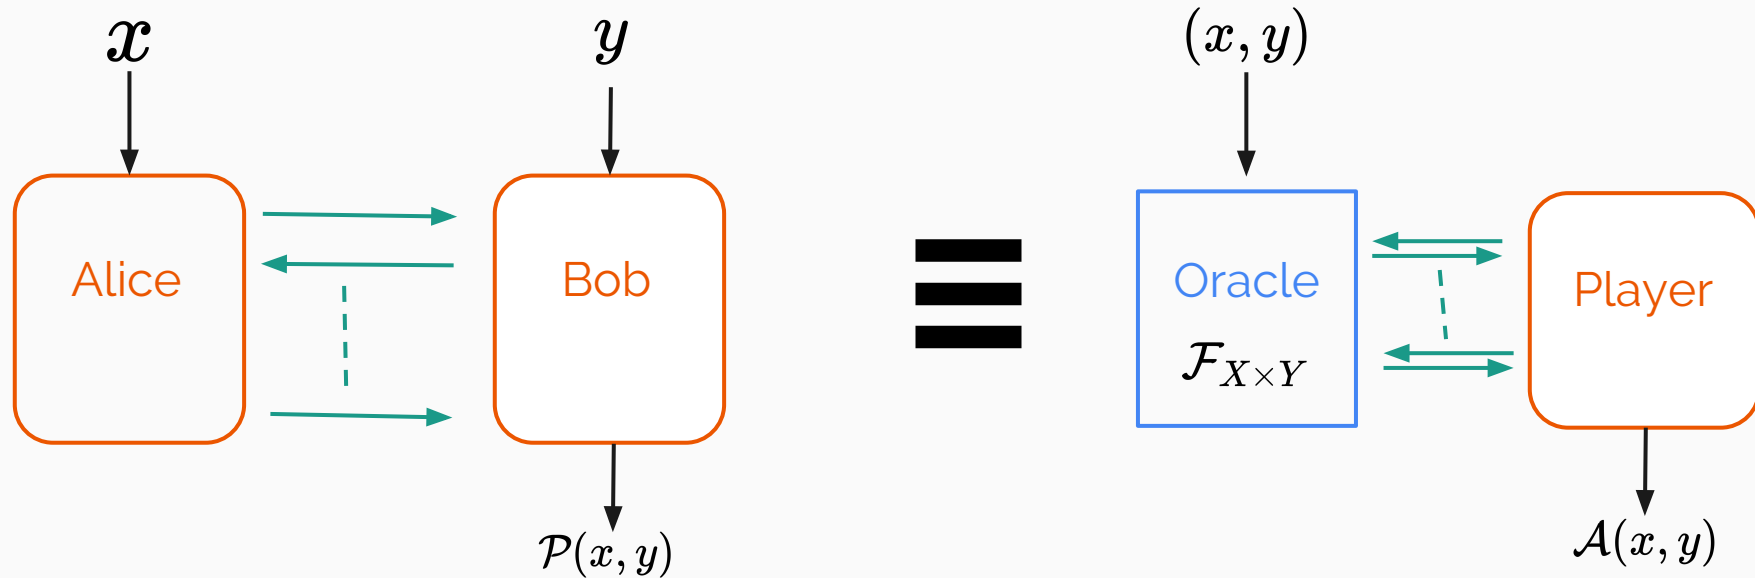 x
y
(x, y)
Alice
Bob
Oracle
Player
≡
𝓕_{X×Y}
𝓟(x, y)
𝓐(x, y)